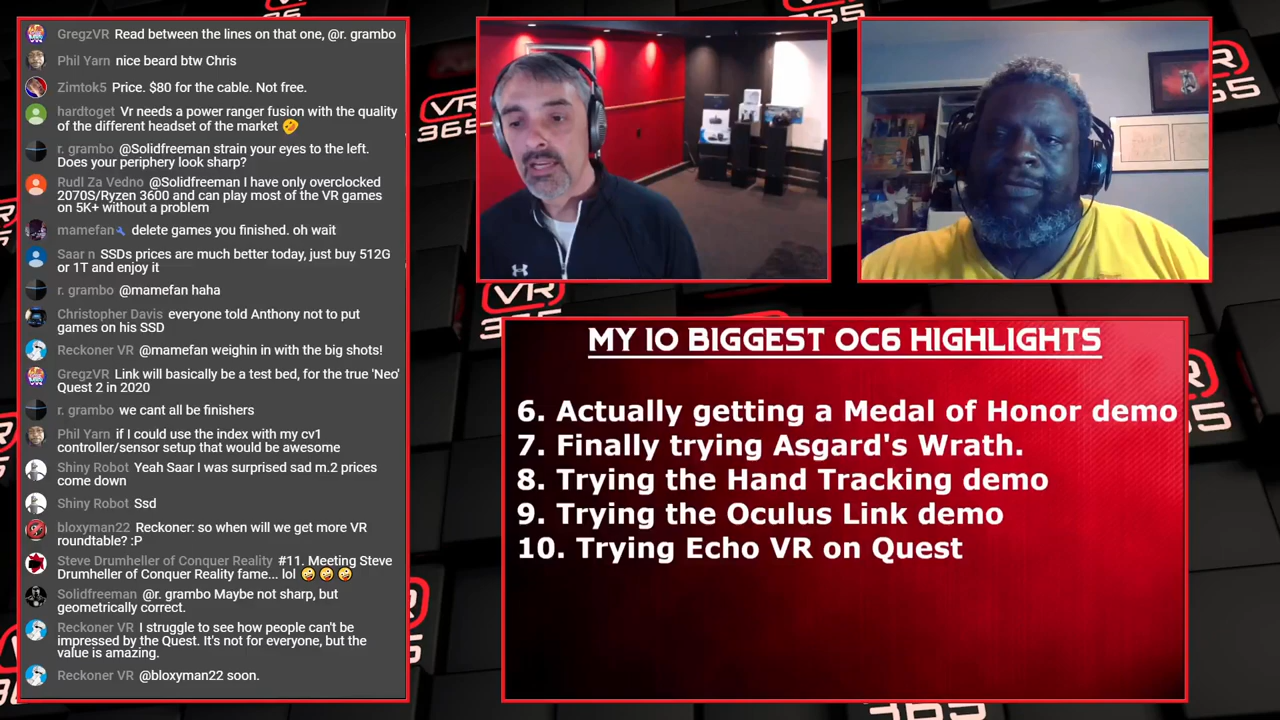 GregzVR Read between the lines on that one, @r. grambo
Phil Yarn nice beard btw Chris
Zimtok5 Price. $80 for the cable. Not free.
hardtoget Vr needs a power ranger fusion with the quality
of the different headset of the market
r. grambo @Solidfreeman strain your eyes to the left.
Does your periphery look sharp?
Rudl Za Vedno @Solidfreeman I have only overclocked
2070S/Ryzen 3600 and can play most of the VR games
on 5K+ without a problem
mamefan delete games you finished. oh wait
Saar n SSDs prices are much better today, just buy 512G
or 1T and enjoy it
r. grambo @mamefan haha
Christopher Davis everyone told Anthony not to put
games on his SSD
Reckoner VR @mamefan weighin in with the big shots!
GregzVR Link will basically be a test bed, for the true 'Neo'
Quest 2 in 2020
r. grambo we cant all be finishers
Phil Yarn if I could use the index with my cv1
controller/sensor setup that would be awesome
Shiny Robot Yeah Saar I was surprised sad m.2 prices
come down
Shiny Robot Ssd
bloxyman22 Reckoner: so when will we get more VR
roundtable? :P
Steve Drumheller of Conquer Reality #11. Meeting Steve
Drumheller of Conquer Reality fame... lol
Solidfreeman @r. grambo Maybe not sharp, but
geometrically correct.
Reckoner VR I struggle to see how people can't be
impressed by the Quest. It's not for everyone, but the
value is amazing.
Reckoner VR @bloxyman22 soon.
VR
365
VR
365
MY 10 BIGGEST OC6 HIGHLIGHTS
6. Actually getting a Medal of Honor demo
7. Finally trying Asgard's Wrath.
8. Trying the Hand Tracking demo
9. Trying the Oculus Link demo
10. Trying Echo VR on Quest